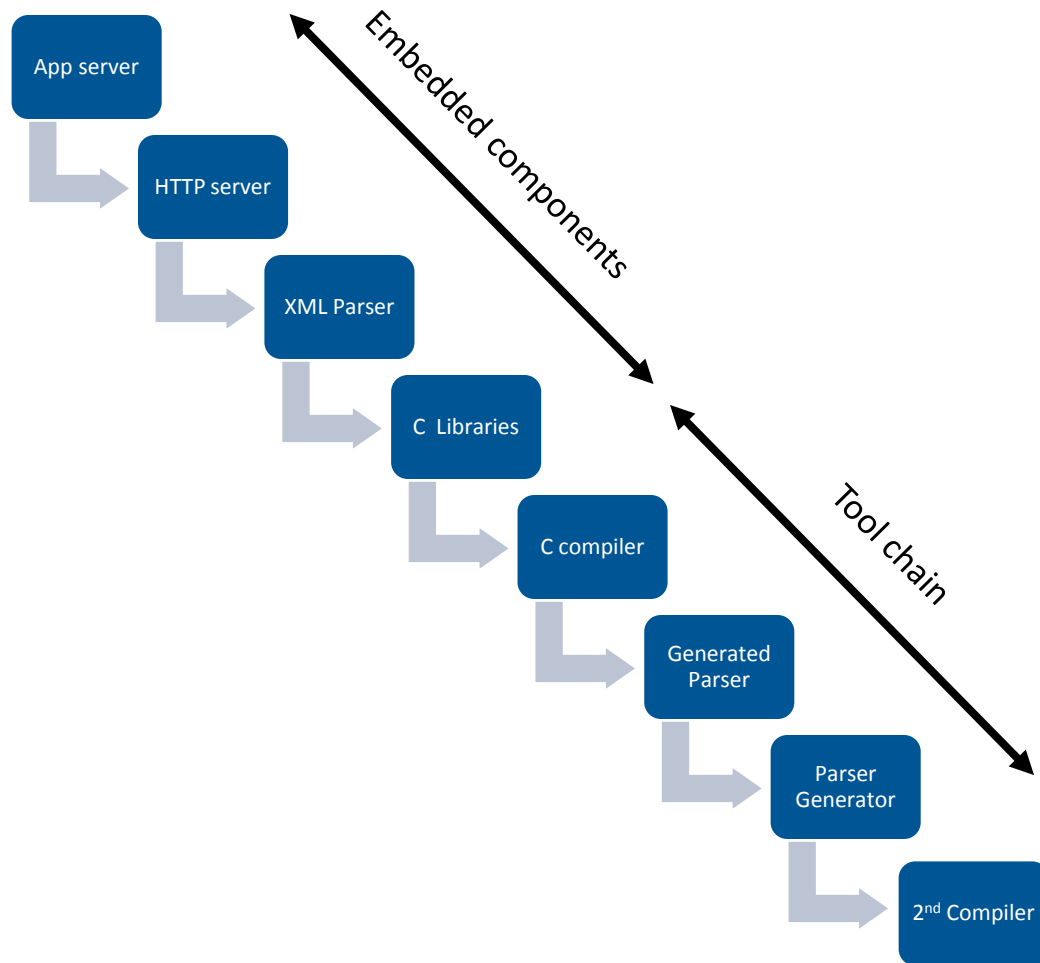 App server
Embedded components
HTTP server
XML Parser
C Libraries
C compiler
Tool chain
Generated
Parser
Parser
Generator
2nd Compiler